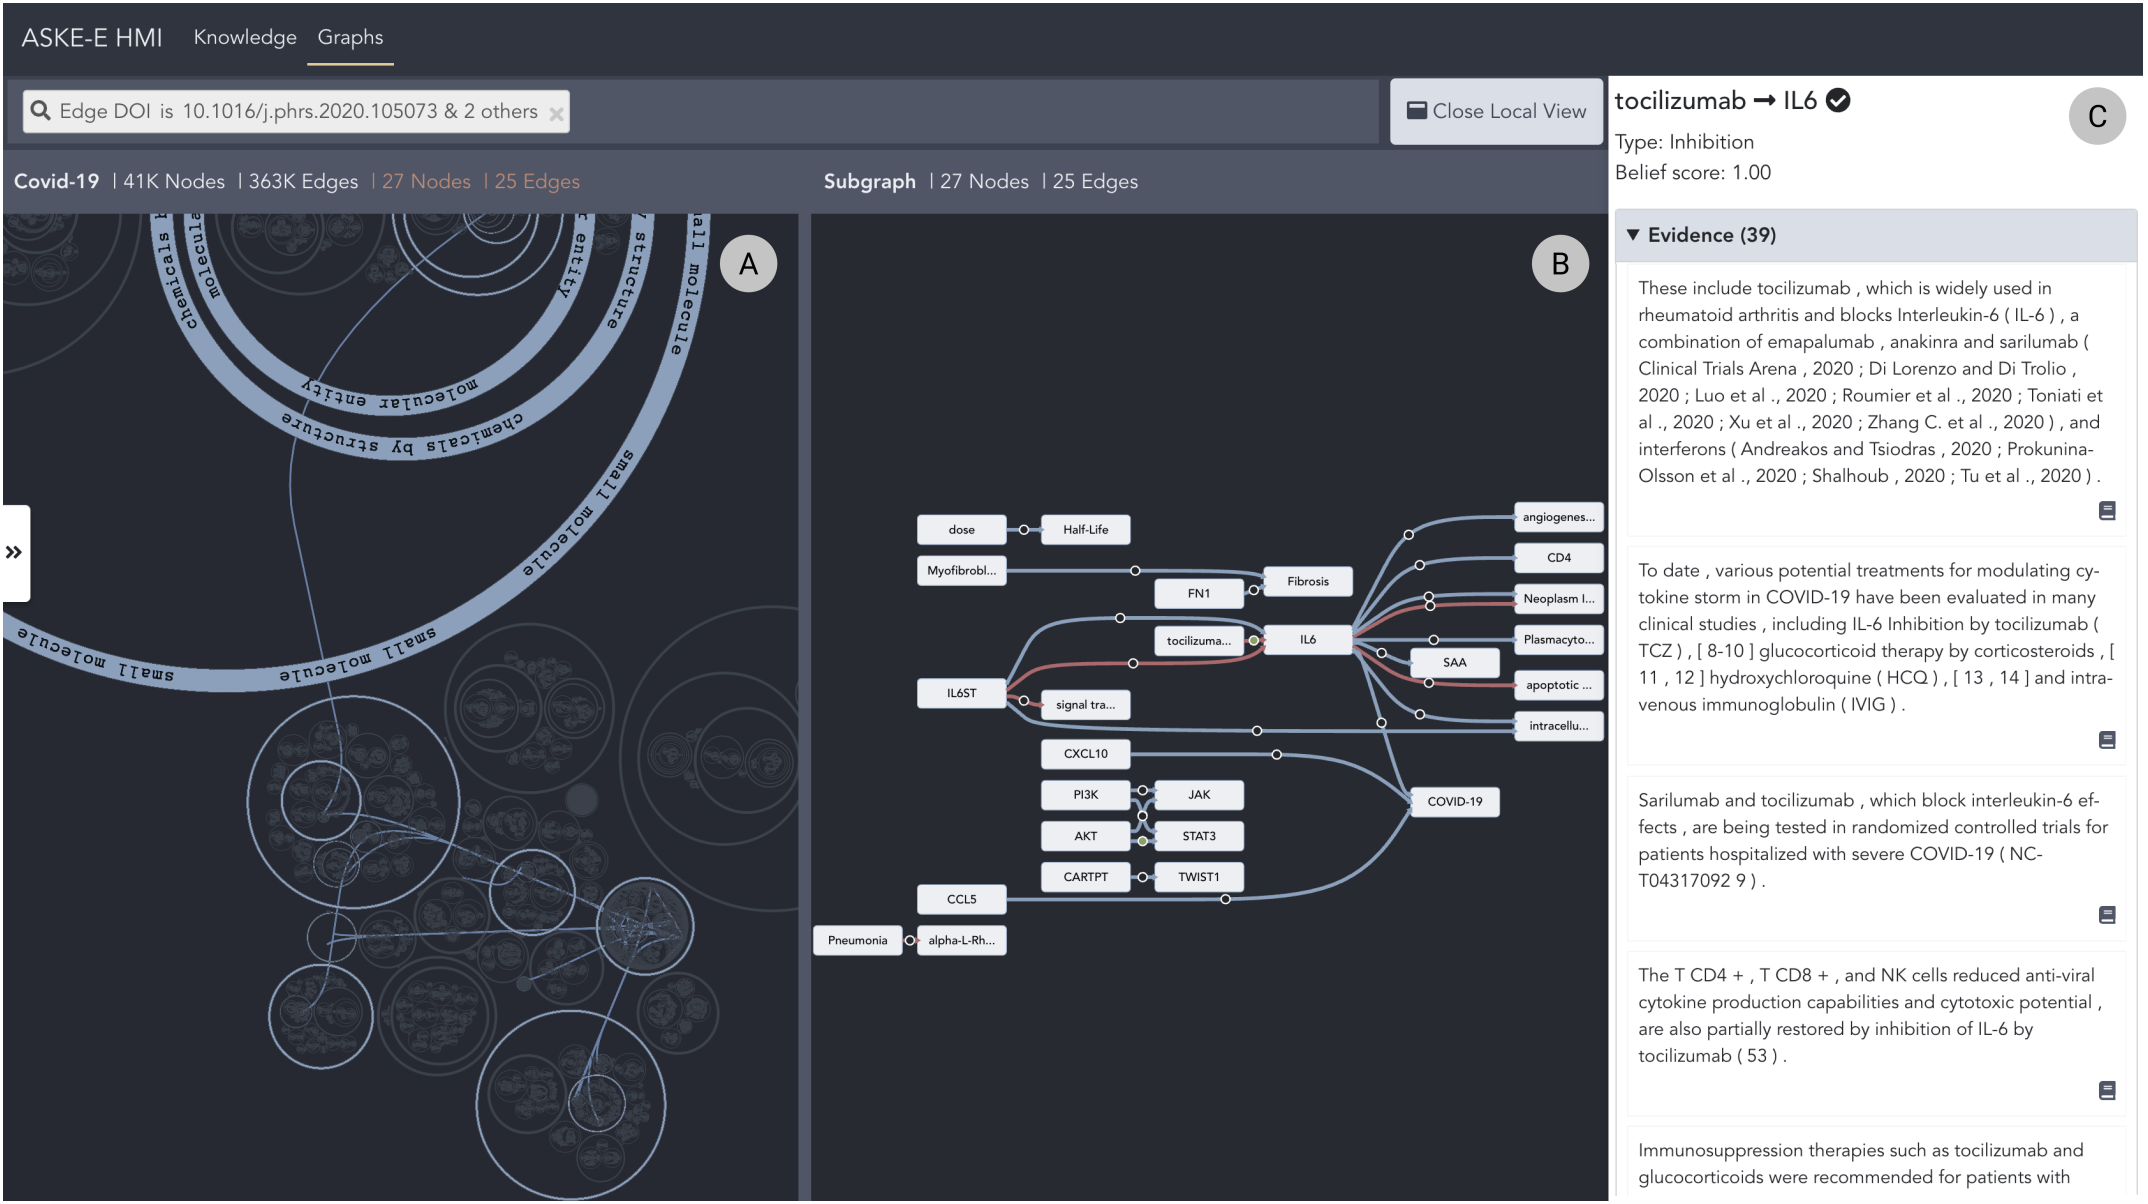 ASKE-E HMI Knowledge Graphs
Edge DOI is 10.1016/j.phrs.2020.105073 & 2 others ×
Close Local View
Covid-19 | 41K Nodes | 363K Edges | 27 Nodes | 25 Edges
A
molecular
entity
molecular entity
chemicals
structure
chemicals by structure
small molecule
small molecule
small molecule
small molecule
»
Subgraph | 27 Nodes | 25 Edges
B
dose
Half-Life
Myofibrobl...
FN1
Fibrosis
tocilizuma...
IL6
IL6ST
signal tra...
angiogenes...
CD4
Neoplasm I...
Plasmacyto...
SAA
apoptotic ...
intracellu...
CXCL10
PI3K
JAK
AKT
STAT3
COVID-19
CARTPT
TWIST1
CCL5
Pneumonia
alpha-L-Rh...
tocilizumab → IL6
C
Type: Inhibition
Belief score: 1.00
▼ Evidence (39)
These include tocilizumab , which is widely used in
rheumatoid arthritis and blocks Interleukin-6 ( IL-6 ) , a
combination of emapalumab , anakinra and sarilumab (
Clinical Trials Arena , 2020 ; Di Lorenzo and Di Trolio ,
2020 ; Luo et al ., 2020 ; Roumier et al ., 2020 ; Toniati et
al ., 2020 ; Xu et al ., 2020 ; Zhang C. et al ., 2020 ) , and
interferons ( Andreakos and Tsiodras , 2020 ; Prokunina-
Olsson et al ., 2020 ; Shalhoub , 2020 ; Tu et al ., 2020 ) .
To date , various potential treatments for modulating cy-
tokine storm in COVID-19 have been evaluated in many
clinical studies , including IL-6 Inhibition by tocilizumab (
TCZ ) , [ 8-10 ] glucocorticoid therapy by corticosteroids , [
11 , 12 ] hydroxychloroquine ( HCQ ) , [ 13 , 14 ] and intra-
venous immunoglobulin ( IVIG ) .
Sarilumab and tocilizumab , which block interleukin-6 ef-
fects , are being tested in randomized controlled trials for
patients hospitalized with severe COVID-19 ( NC-
T04317092 9 ) .
The T CD4 + , T CD8 + , and NK cells reduced anti-viral
cytokine production capabilities and cytotoxic potential ,
are also partially restored by inhibition of IL-6 by
tocilizumab ( 53 ) .
Immunosuppression therapies such as tocilizumab and
glucocorticoids were recommended for patients with